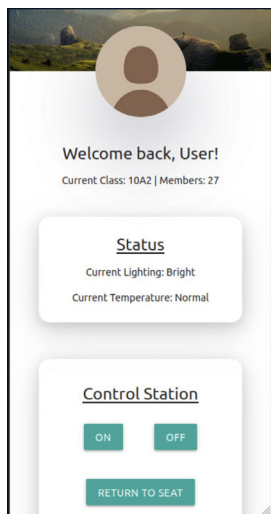 Welcome back, User!
Current Class: 10A2 | Members: 27
Status
Current Lighting: Bright
Current Temperature: Normal
Control Station
ON OFF
RETURN TO SEAT